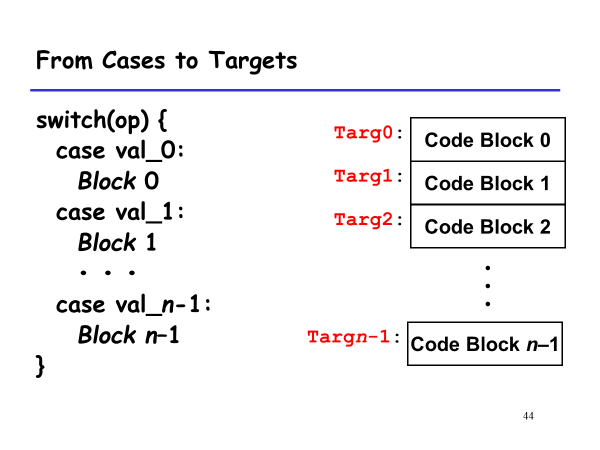 From Cases to Targets
switch(op) {
case val_0:
Block 0
case val_1:
Block 1
• • •
case val_n-1:
Block n–1
}
Targ0: Code Block 0
Targ1: Code Block 1
Targ2: Code Block 2
•
•
•
Targn-1: Code Block n–1
44